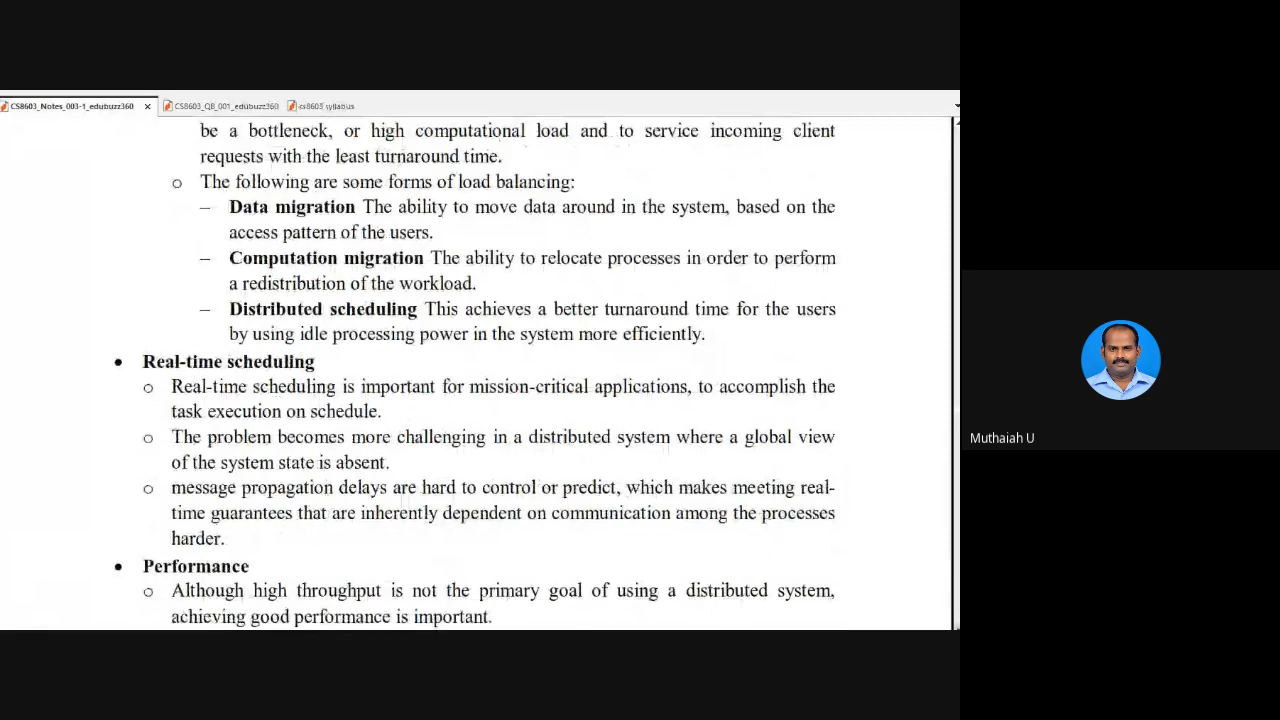 CS8603_Notes_003-1_edubuzz360 CS8603_QB_001_edubuzz360 cs8603 syllabus
be a bottleneck, or high computational load and to service incoming client
requests with the least turnaround time.
o The following are some forms of load balancing:
– Data migration The ability to move data around in the system, based on the
access pattern of the users.
– Computation migration The ability to relocate processes in order to perform
a redistribution of the workload.
– Distributed scheduling This achieves a better turnaround time for the users
by using idle processing power in the system more efficiently.
• Real-time scheduling
o Real-time scheduling is important for mission-critical applications, to accomplish the
task execution on schedule.
o The problem becomes more challenging in a distributed system where a global view
of the system state is absent.
o message propagation delays are hard to control or predict, which makes meeting real-
time guarantees that are inherently dependent on communication among the processes
harder.
• Performance
o Although high throughput is not the primary goal of using a distributed system,
achieving good performance is important.
Muthaiah U